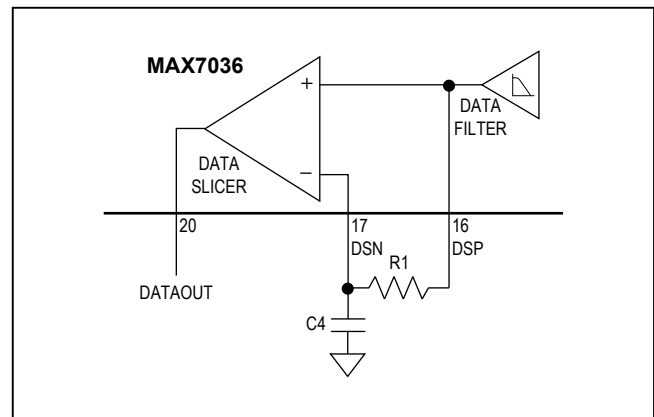 MAX7036
+
DATA
FILTER
DATA
SLICER
−
20
17
16
DSN
DSP
R1
DATAOUT
C4